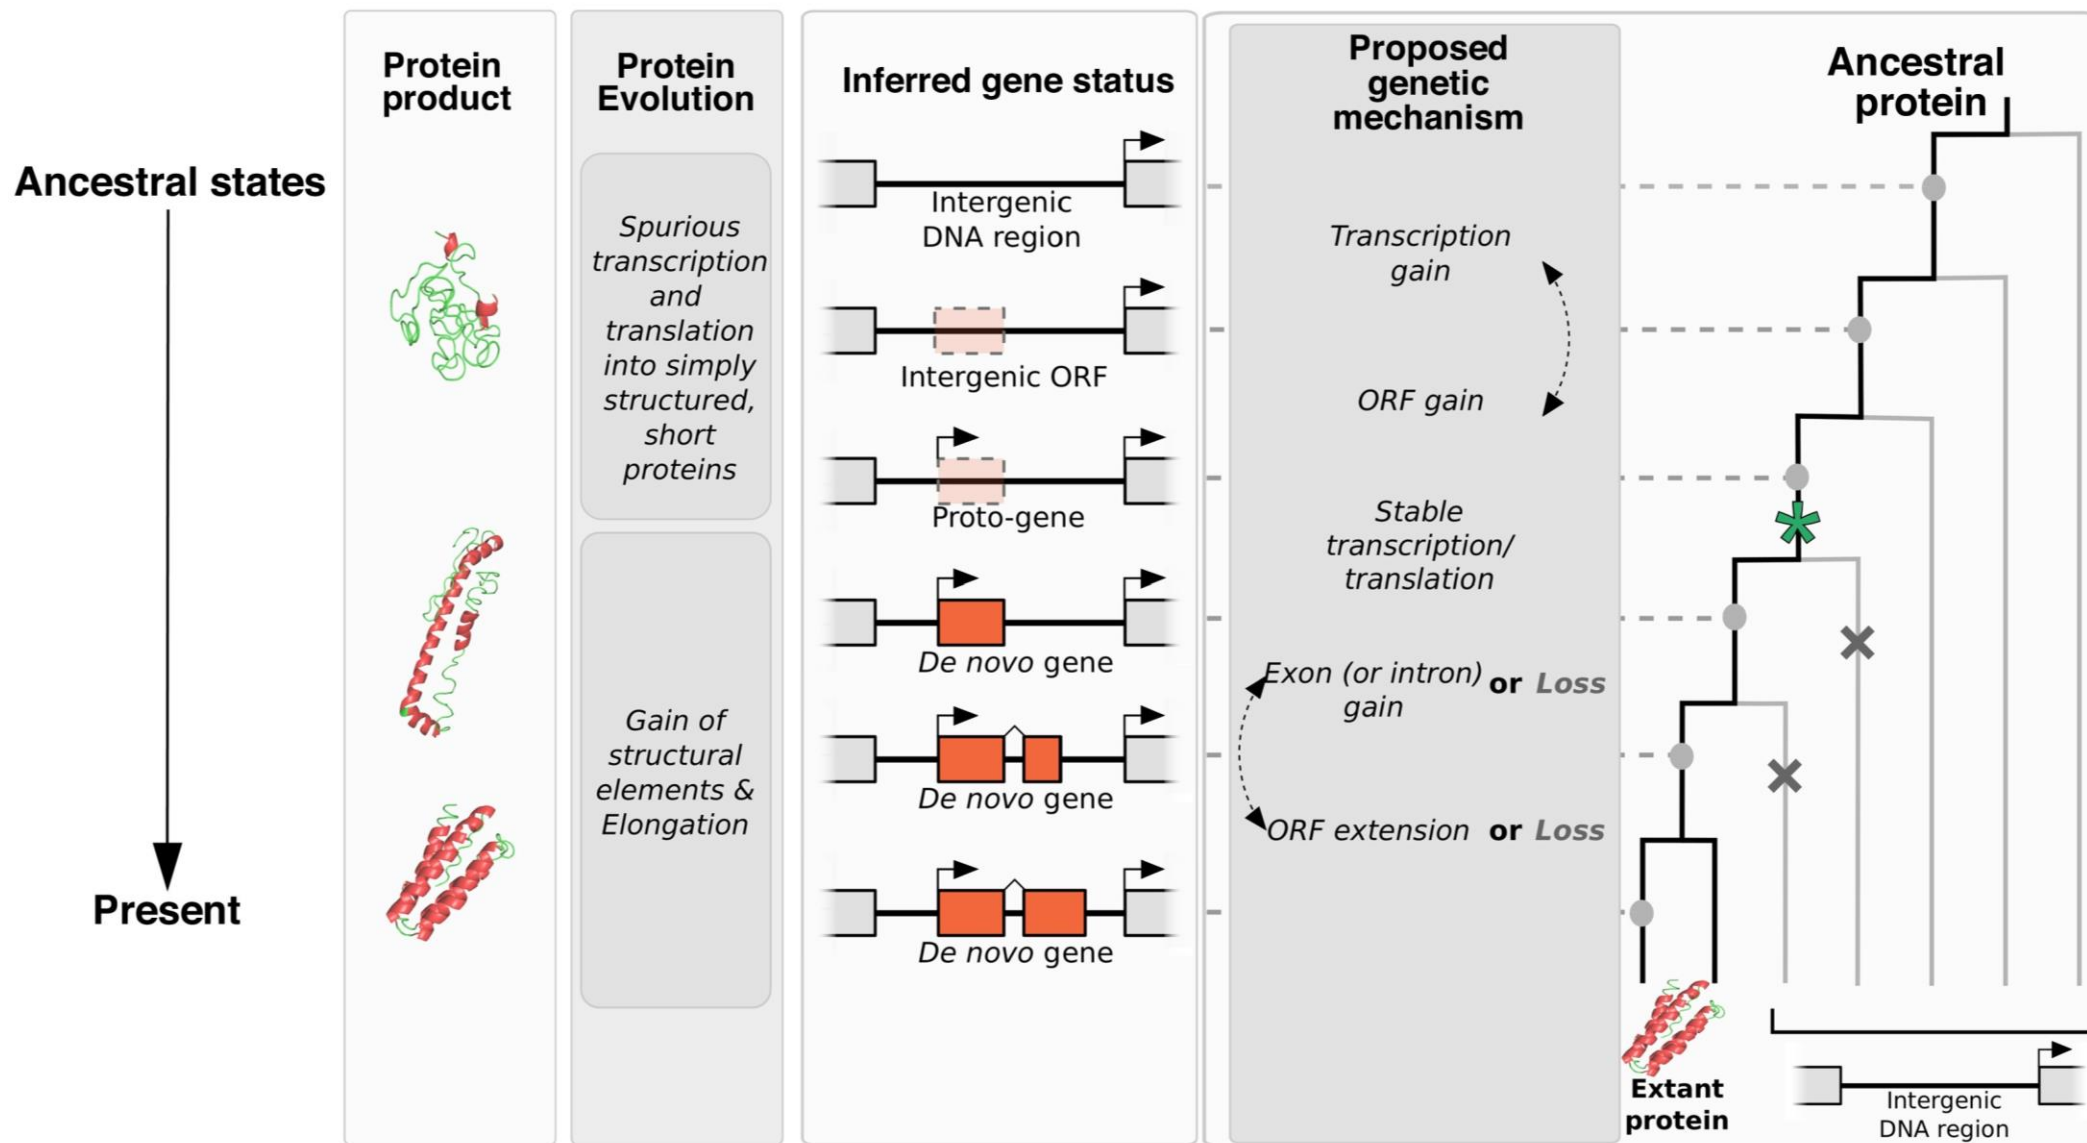 Protein
product
Protein
Evolution
Inferred gene status
Proposed
genetic
mechanism
Ancestral
protein
Ancestral states
Present
Spurious
transcription
and
translation
into simply
structured,
short
proteins
Gain of
structural
elements &
Elongation
Intergenic
DNA region
Intergenic ORF
Proto-gene
De novo gene
De novo gene
De novo gene
Transcription
gain
ORF gain
Stable
transcription/
translation
Exon (or intron) or Loss
gain
ORF extension or Loss
Extant
protein
Intergenic
DNA region